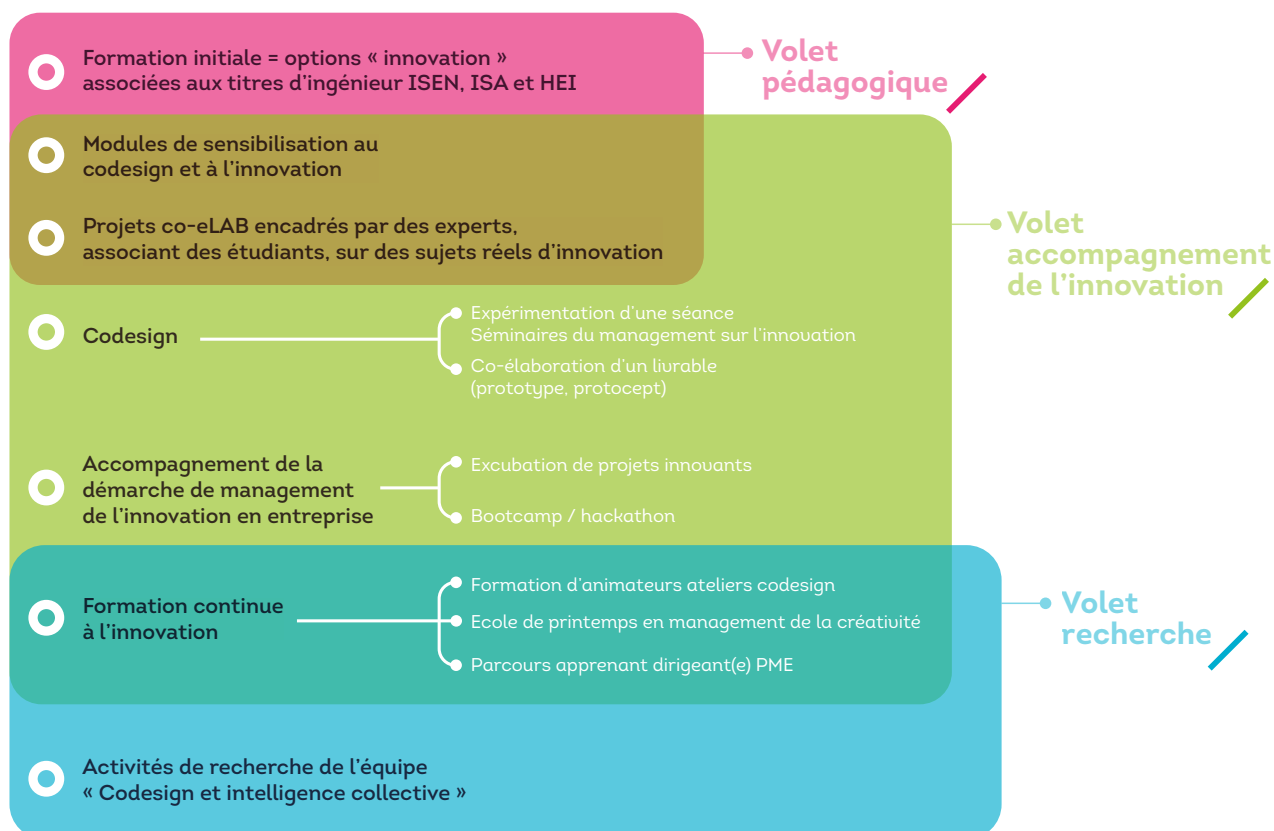 Formation initiale = options « innovation »
associées aux titres d'ingénieur ISEN, ISA et HEI
Volet
pédagogique
Modules de sensibilisation au
codesign et à l'innovation
Projets co-eLAB encadrés par des experts,
associant des étudiants, sur des sujets réels d'innovation
Volet
accompagnement
de l'innovation
Codesign
Expérimentation d'une séance
Séminaires du management sur l'innovation
Co-élaboration d'un livrable
(prototype, protocept)
Accompagnement de la
démarche de management
de l'innovation en entreprise
Excubation de projets innovants
Bootcamp / hackathon
Formation continue
à l'innovation
Formation d'animateurs ateliers codesign
Ecole de printemps en management de la créativité
Parcours apprenant dirigeant(e) PME
Volet
recherche
Activités de recherche de l'équipe
« Codesign et intelligence collective »